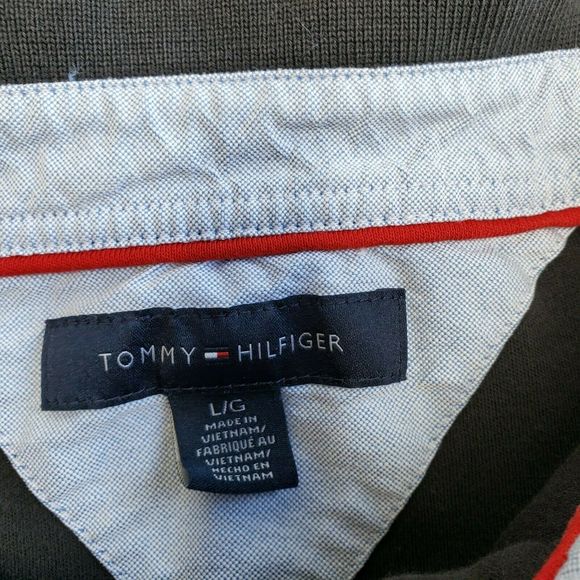 TOMMY HILFIGER
L/G
MADE IN
VIETNAM/
FABRIQUÉ AU
VIETNAM/
HECHO EN
VIETNAM